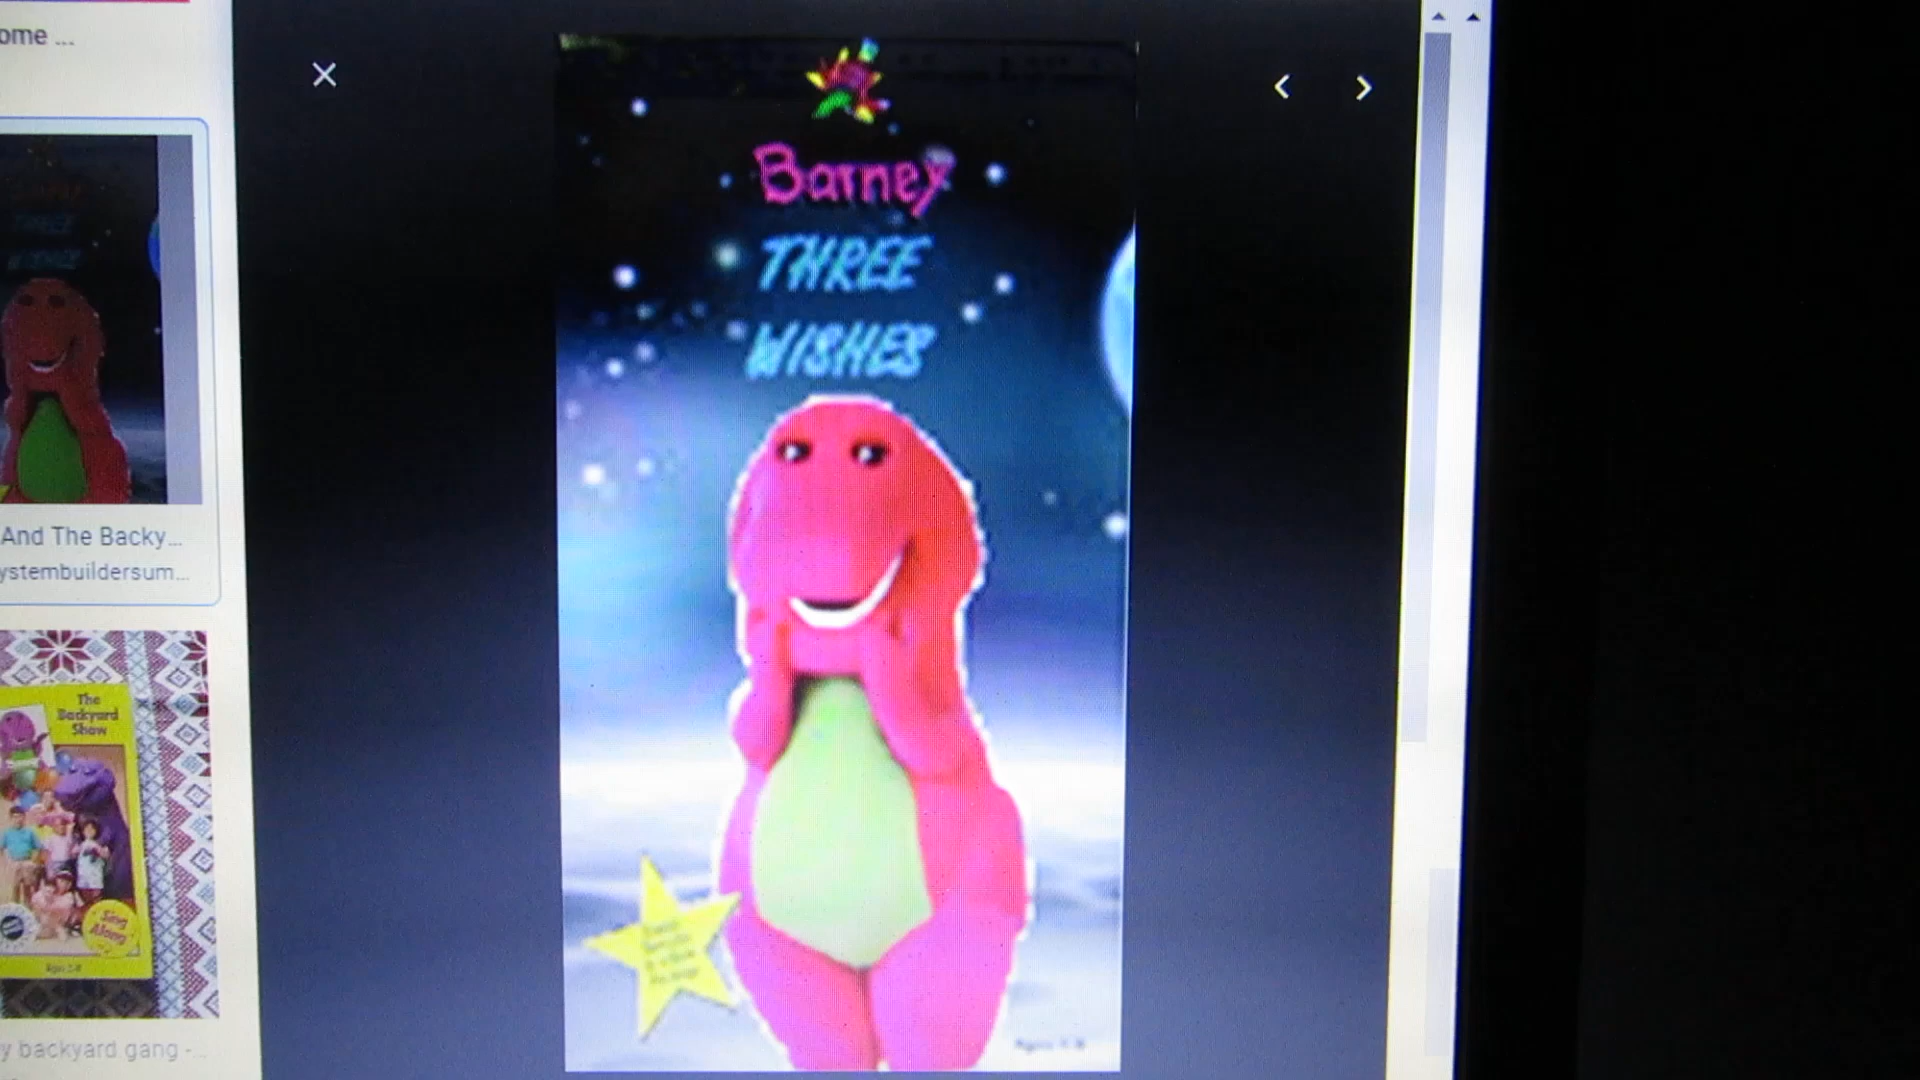 ome ...
And The Backy...
ystembuildersum...
The
Backyard
Show
Sing
Along
y backyard gang -...
Barney
THREE
WISHES